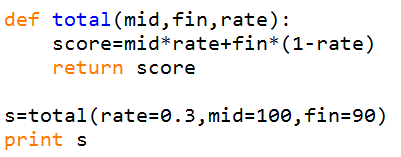 def total(mid,fin,rate):
    score=mid*rate+fin*(1-rate)
    return score

s=total(rate=0.3,mid=100,fin=90)
print s